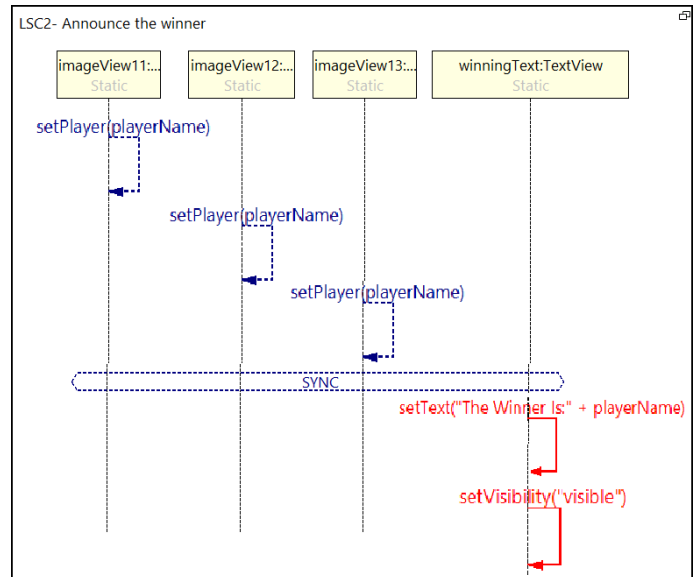 LSC2- Announce the winner
imageView11:...
Static
imageView12:...
Static
imageView13:...
Static
winningText:TextView
Static
setPlayer(playerName)
setPlayer(playerName)
setPlayer(playerName)
SYNC
setText("The Winner Is:" + playerName)
setVisibility("visible")